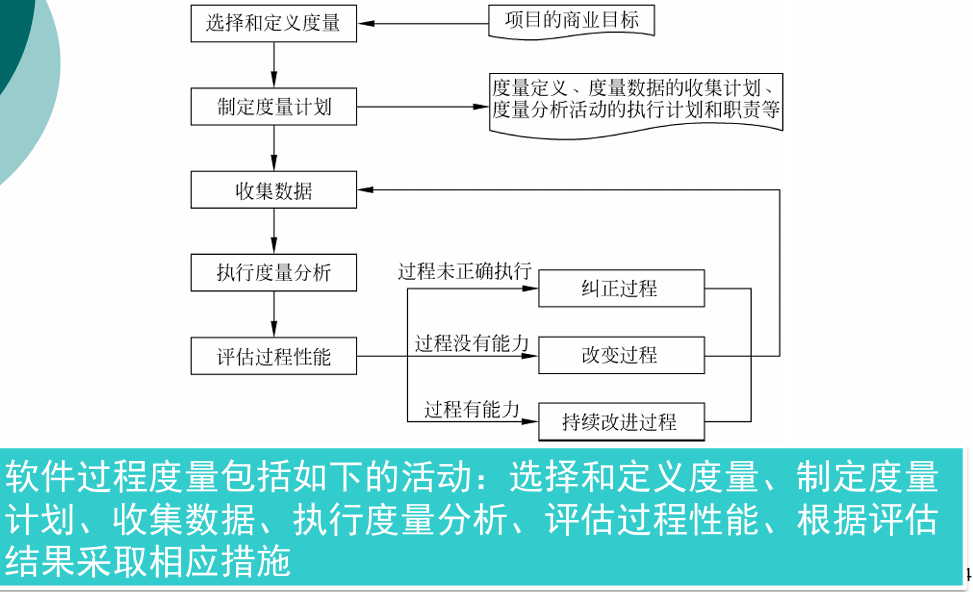 选择和定义度量
项目的商业目标
制定度量计划
度量定义、度量数据的收集计划、
度量分析活动的执行计划和职责等
收集数据
执行度量分析
过程未正确执行
纠正过程
评估过程性能
过程没有能力
改变过程
过程有能力
持续改进过程
软件过程度量包括如下的活动：选择和定义度量、制定度量
计划、收集数据、执行度量分析、评估过程性能、根据评估
结果采取相应措施
4